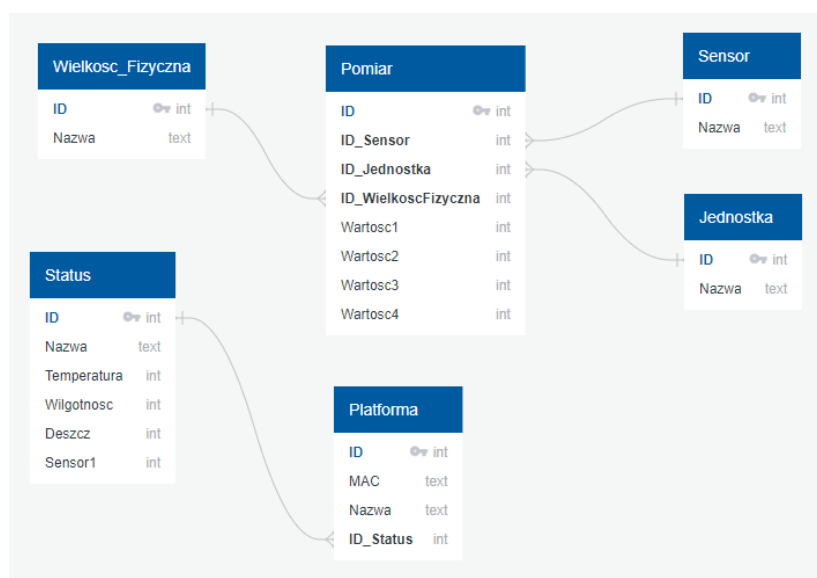 Wielkosc_Fizyczna
ID int
Nazwa text
Pomiar
ID int
ID_Sensor int
ID_Jednostka int
ID_WielkoscFizyczna int
Wartosc1 int
Wartosc2 int
Wartosc3 int
Wartosc4 int
Sensor
ID int
Nazwa text
Jednostka
ID int
Nazwa text
Status
ID int
Nazwa text
Temperatura int
Wilgotnosc int
Deszcz int
Sensor1 int
Platforma
ID int
MAC text
Nazwa text
ID_Status int